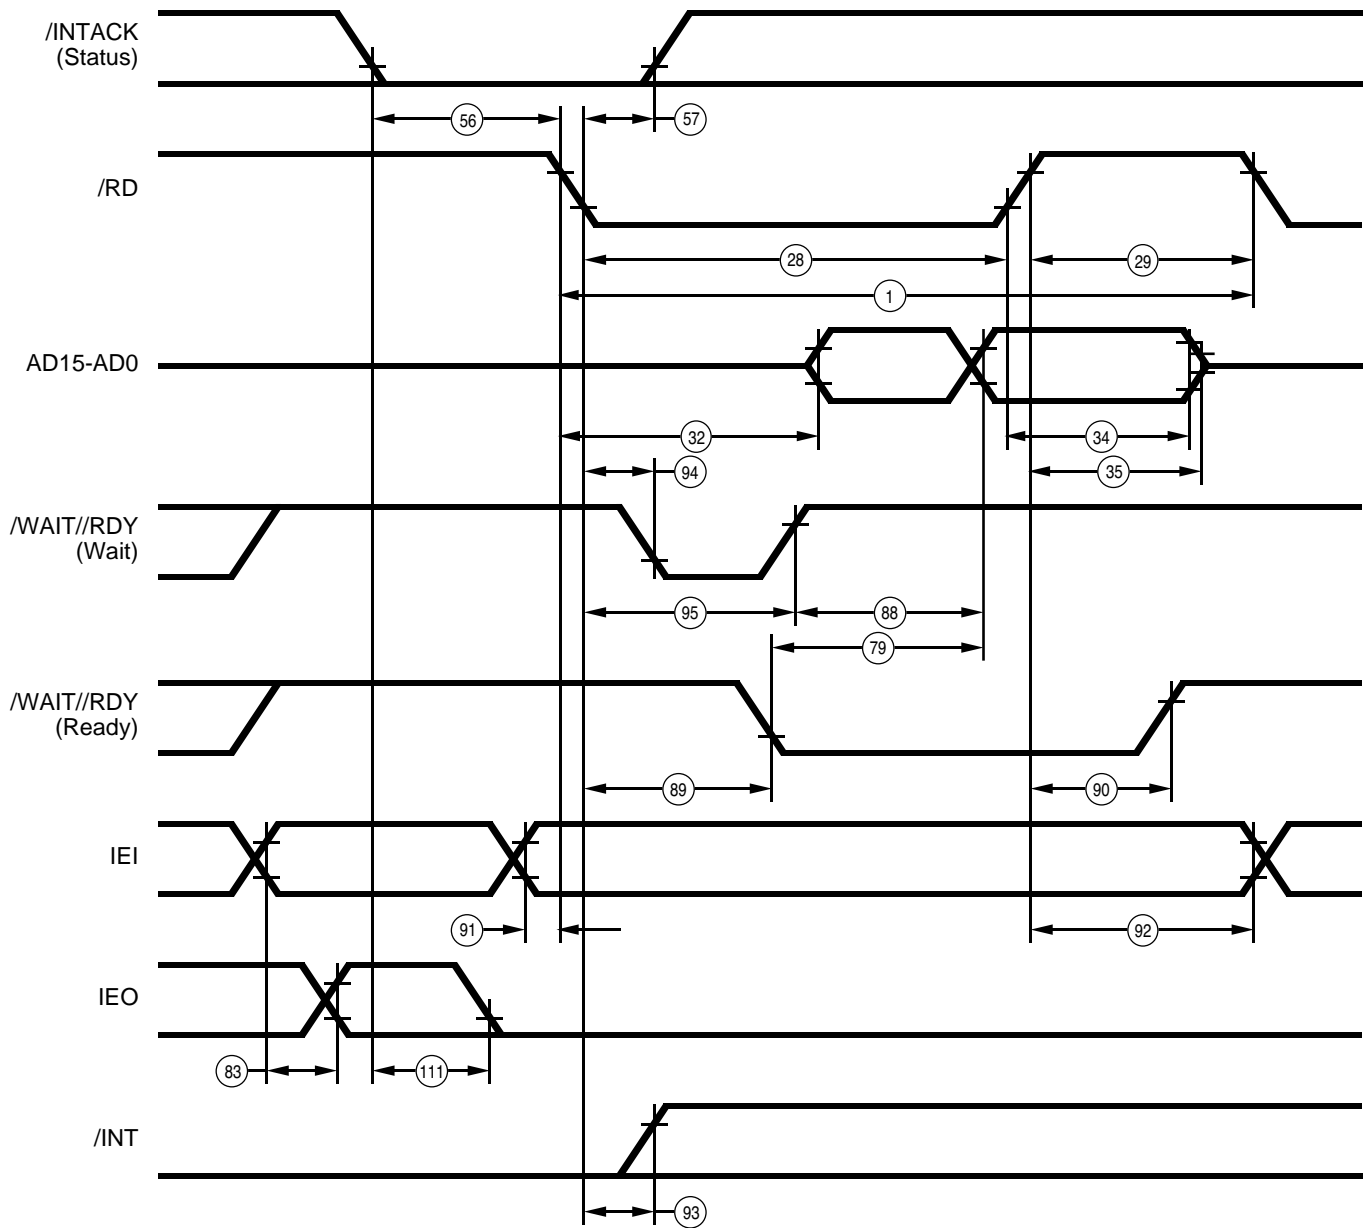 /INTACK
(Status)
56
57
/RD
28
29
1
AD15-AD0
32
34
94
35
/WAIT//RDY
(Wait)
95
88
79
/WAIT//RDY
(Ready)
89
90
IEI
91
92
IEO
83
111
/INT
93